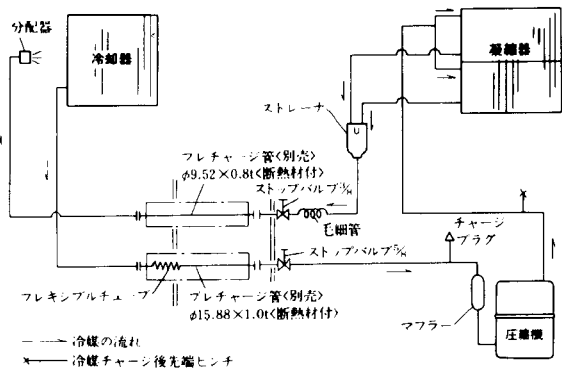 分配器
冷却器
凝縮器
ストレーナ
プレチャージ管<別売>
φ9.52×0.8t<断熱材付>
ストップバルブ3/8
毛細管
チャージ
プラグ
ストップバルブ5/8
フレキシブルチューブ
プレチャージ管<別売>
φ15.88×1.0t<断熱材付>
マフラー
圧縮機
冷媒の流れ
冷媒チャージ後先端ピンチ